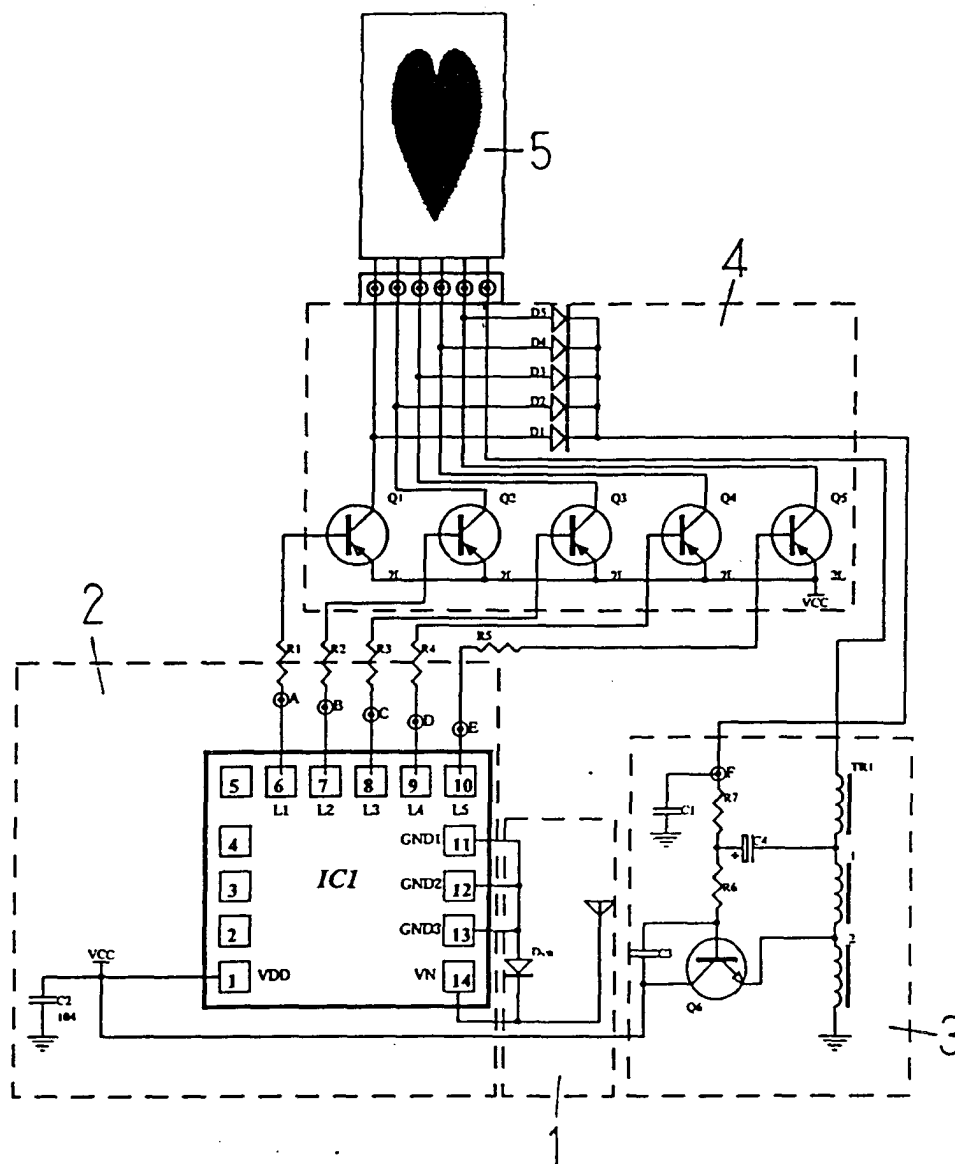 5
4
D5
D4
D3
D2
D1
Q1
Q2
Q3
Q4
Q5
VCC
2
R1
R2
R3
R4
R5
A
B
C
D
E
5
6
7
8
9
10
L1
L2
L3
L4
L5
4
3
2
1
IC1
GND1
11
GND2
12
GND3
13
VN
14
VDD
VCC
C2
104
F
C1
R7
C4
+
R6
TR1
1
2
Q6
3
1